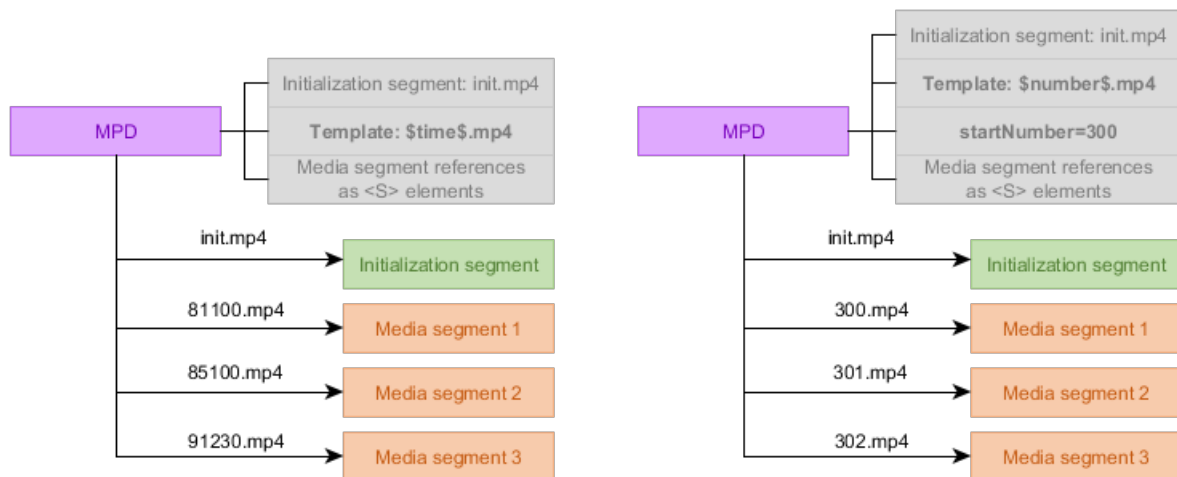 Initialization segment: init.mp4
Template: $time$.mp4
Media segment references
as <S> elements
MPD
init.mp4
Initialization segment
81100.mp4
Media segment 1
85100.mp4
Media segment 2
91230.mp4
Media segment 3
Initialization segment: init.mp4
Template: $number$.mp4
startNumber=300
Media segment references
as <S> elements
MPD
init.mp4
Initialization segment
300.mp4
Media segment 1
301.mp4
Media segment 2
302.mp4
Media segment 3